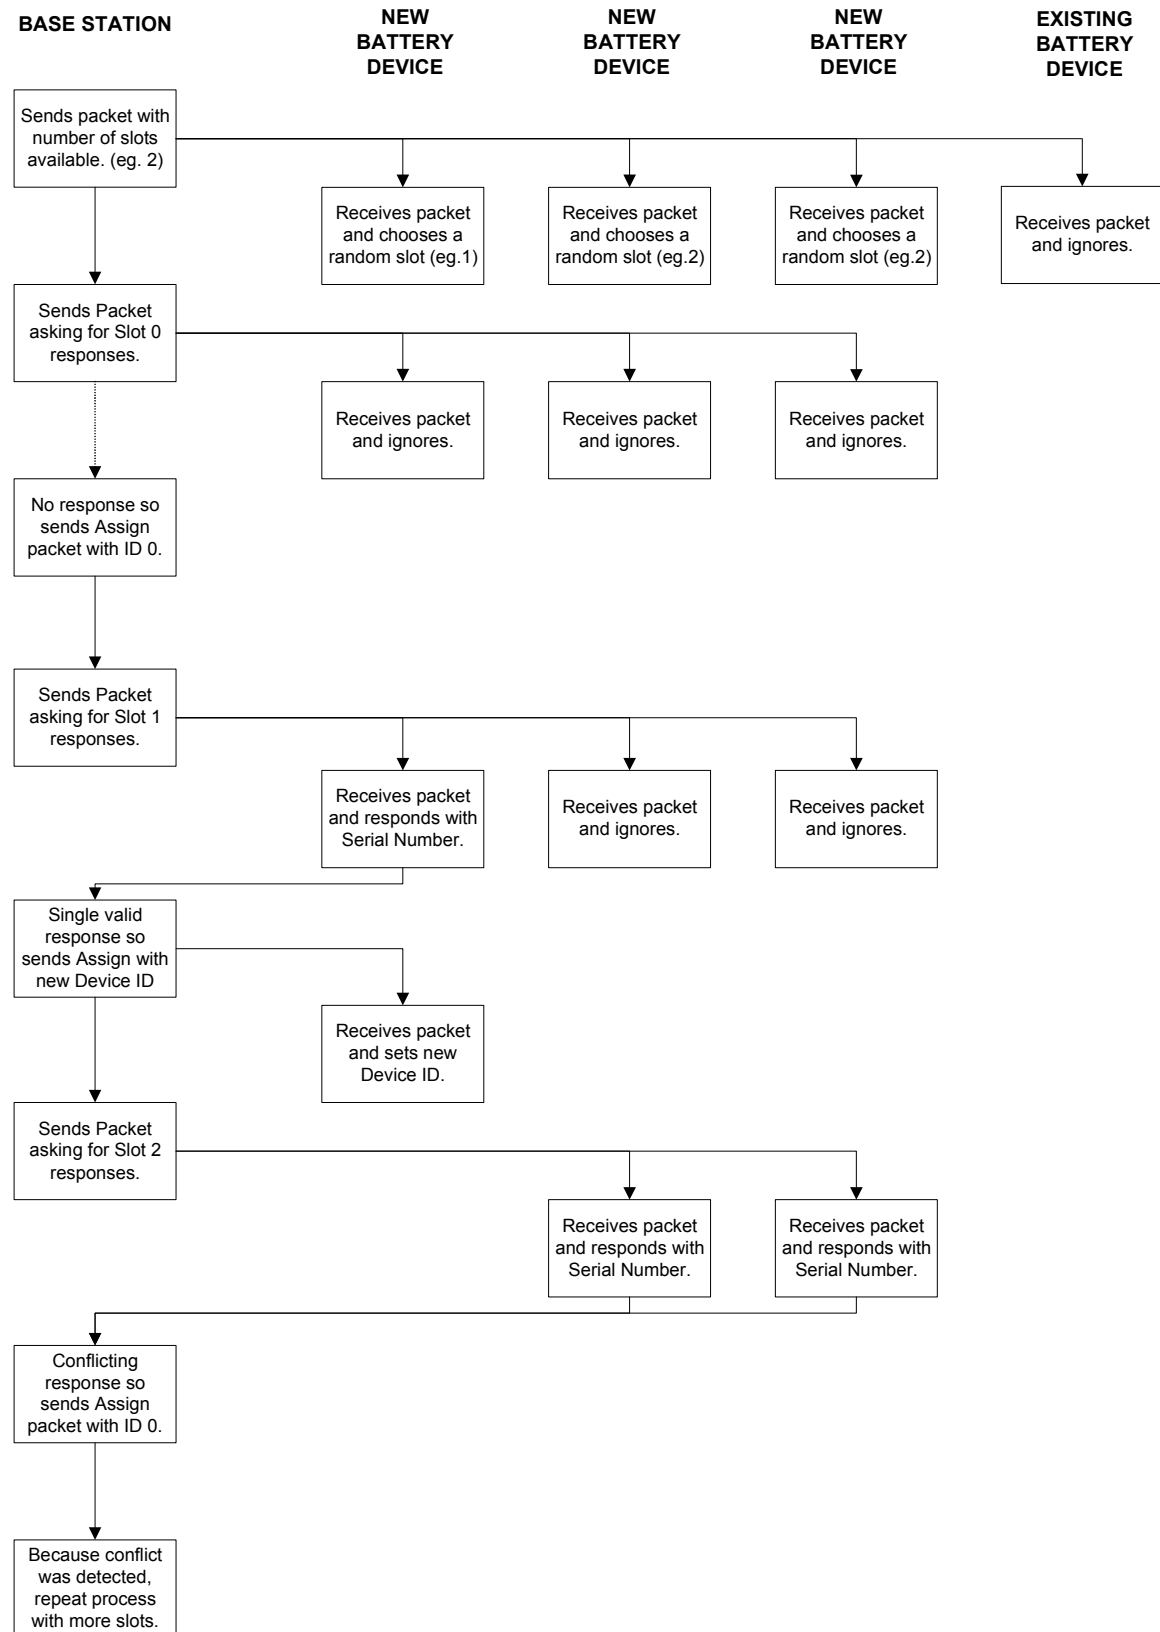 BASE STATION
NEW
BATTERY
DEVICE
NEW
BATTERY
DEVICE
NEW
BATTERY
DEVICE
EXISTING
BATTERY
DEVICE
Sends packet with
number of slots
available. (eg. 2)
Receives packet
and chooses a
random slot (eg.1)
Receives packet
and chooses a
random slot (eg.2)
Receives packet
and chooses a
random slot (eg.2)
Receives packet
and ignores.
Sends Packet
asking for Slot 0
responses.
Receives packet
and ignores.
Receives packet
and ignores.
Receives packet
and ignores.
No response so
sends Assign
packet with ID 0.
Sends Packet
asking for Slot 1
responses.
Receives packet
and responds with
Serial Number.
Receives packet
and ignores.
Receives packet
and ignores.
Single valid
response so
sends Assign with
new Device ID
Receives packet
and sets new
Device ID.
Sends Packet
asking for Slot 2
responses.
Receives packet
and responds with
Serial Number.
Receives packet
and responds with
Serial Number.
Conflicting
response so
sends Assign
packet with ID 0.
Because conflict
was detected,
repeat process
with more slots.